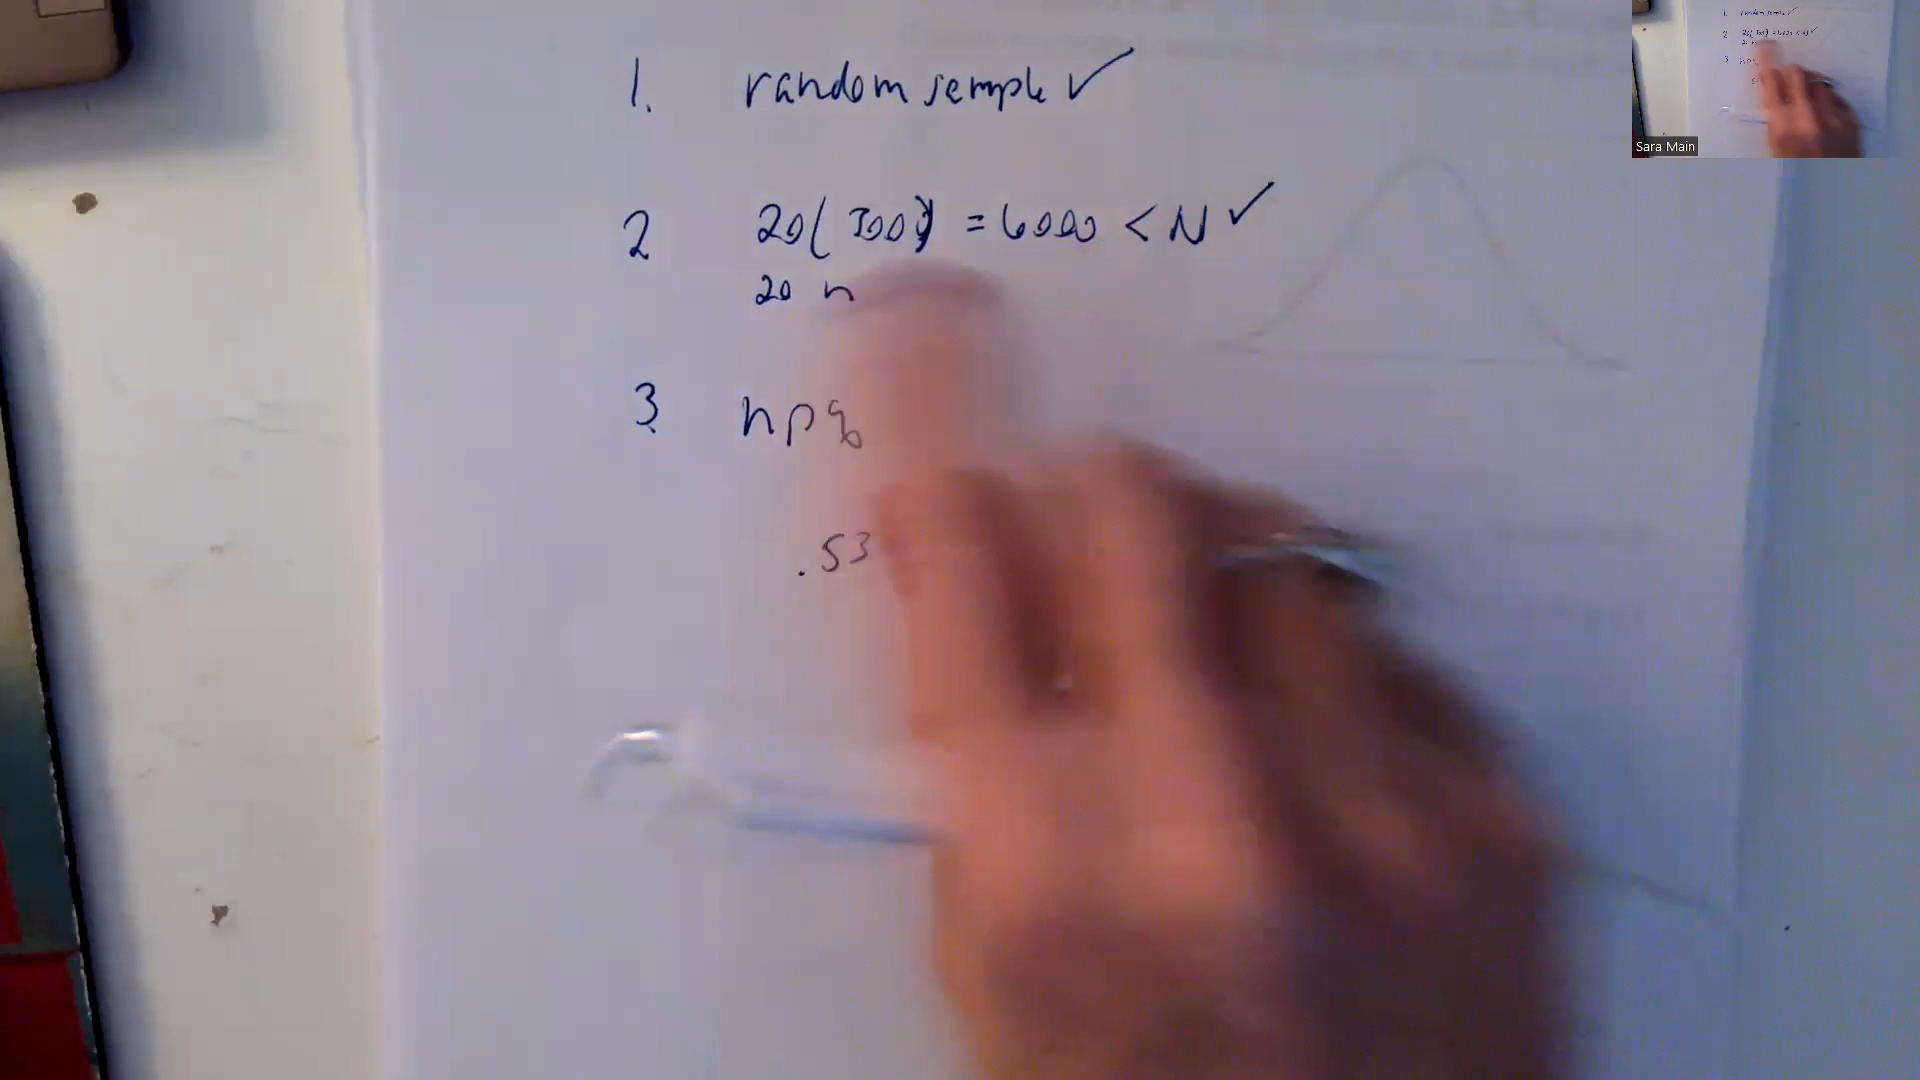 1. random semple ✓
2 20(300) = 6000 < N ✓
20 n
3. npq
.53
Sara Main